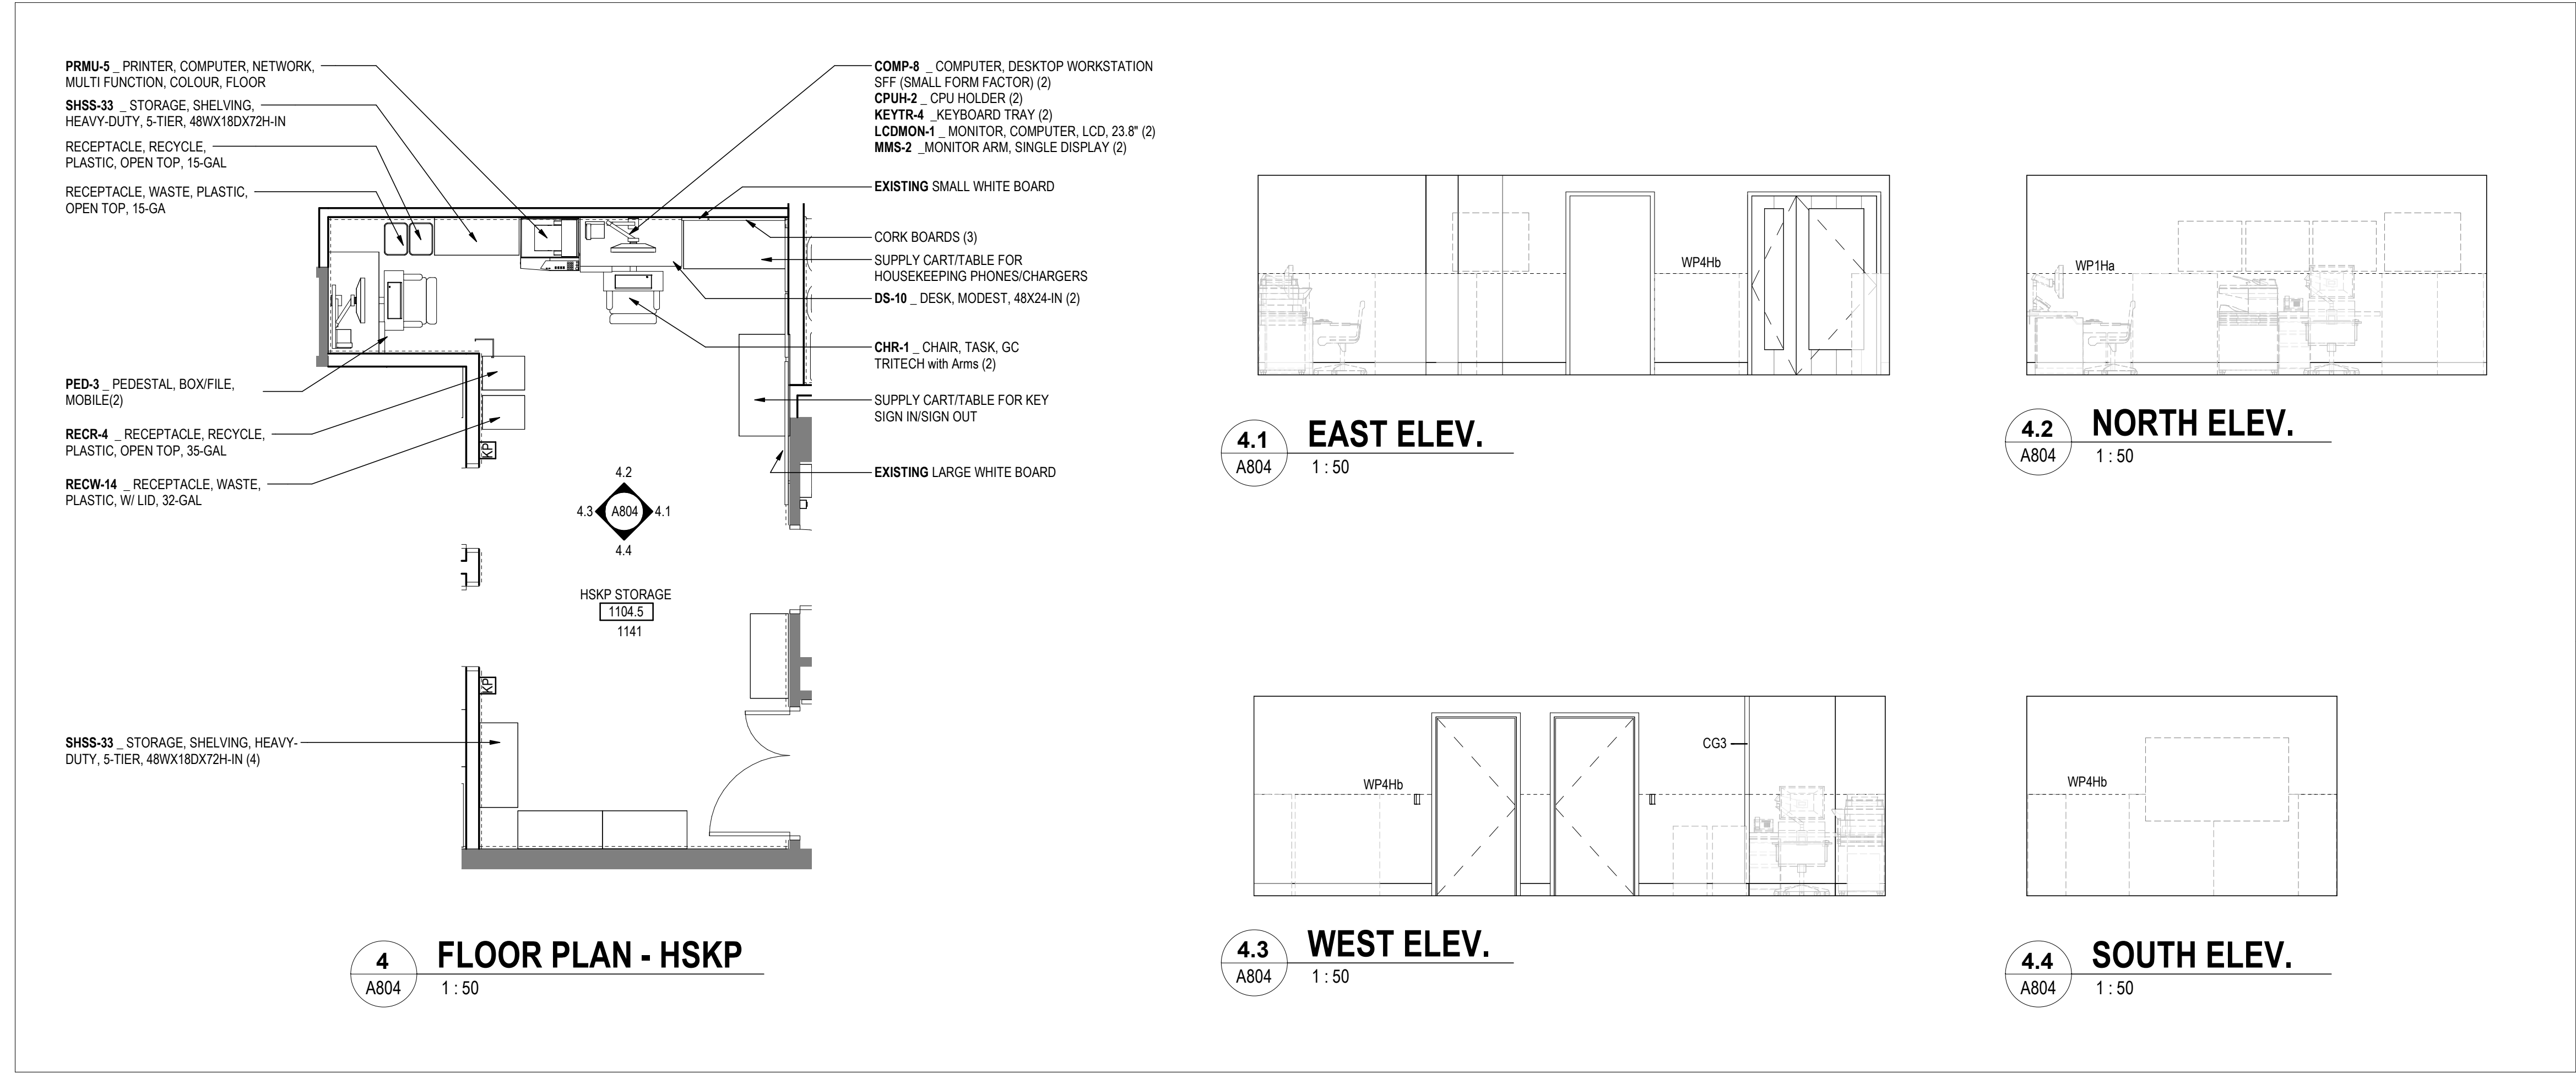 PRMU-5 _ PRINTER, COMPUTER, NETWORK,
MULTI FUNCTION, COLOUR, FLOOR
SHSS-33 _ STORAGE, SHELVING,
HEAVY-DUTY, 5-TIER, 48WX18DX72H-IN
RECEPTACLE, RECYCLE,
PLASTIC, OPEN TOP, 15-GAL
RECEPTACLE, WASTE, PLASTIC,
OPEN TOP, 15-GA
PED-3 _ PEDESTAL, BOX/FILE,
MOBILE(2)
RECR-4 _ RECEPTACLE, RECYCLE,
PLASTIC, OPEN TOP, 35-GAL
RECW-14 _ RECEPTACLE, WASTE,
PLASTIC, W/ LID, 32-GAL
SHSS-33 _ STORAGE, SHELVING, HEAVY-
DUTY, 5-TIER, 48WX18DX72H-IN (4)
KP
KP
4.2
4.3
A804
4.1
4.4
HSKP STORAGE
1104.5
1141
COMP-8 _ COMPUTER, DESKTOP WORKSTATION
SFF (SMALL FORM FACTOR) (2)
CPUH-2 _ CPU HOLDER (2)
KEYTR-4 _KEYBOARD TRAY (2)
LCDMON-1 _ MONITOR, COMPUTER, LCD, 23.8" (2)
MMS-2 _MONITOR ARM, SINGLE DISPLAY (2)
EXISTING SMALL WHITE BOARD
CORK BOARDS (3)
SUPPLY CART/TABLE FOR
HOUSEKEEPING PHONES/CHARGERS
DS-10 _ DESK, MODEST, 48X24-IN (2)
CHR-1 _ CHAIR, TASK, GC
TRITECH with Arms (2)
SUPPLY CART/TABLE FOR KEY
SIGN IN/SIGN OUT
EXISTING LARGE WHITE BOARD
4
A804
FLOOR PLAN - HSKP
1 : 50
WP4Hb
4.1
A804
EAST ELEV.
1 : 50
WP1Ha
4.2
A804
NORTH ELEV.
1 : 50
WP4Hb
CG3
4.3
A804
WEST ELEV.
1 : 50
WP4Hb
4.4
A804
SOUTH ELEV.
1 : 50